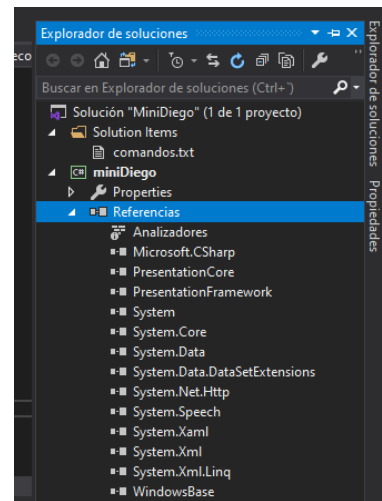 Explorador de soluciones
eco
Buscar en Explorador de soluciones (Ctrl+`)
Solución "MiniDiego" (1 de 1 proyecto)
Solution Items
comandos.txt
C# miniDiego
Properties
Referencias
Analizadores
Microsoft.CSharp
PresentationCore
PresentationFramework
System
System.Core
System.Data
System.Data.DataSetExtensions
System.Net.Http
System.Speech
System.Xaml
System.Xml
System.Xml.Linq
WindowsBase
Explorador de soluciones
Propiedades